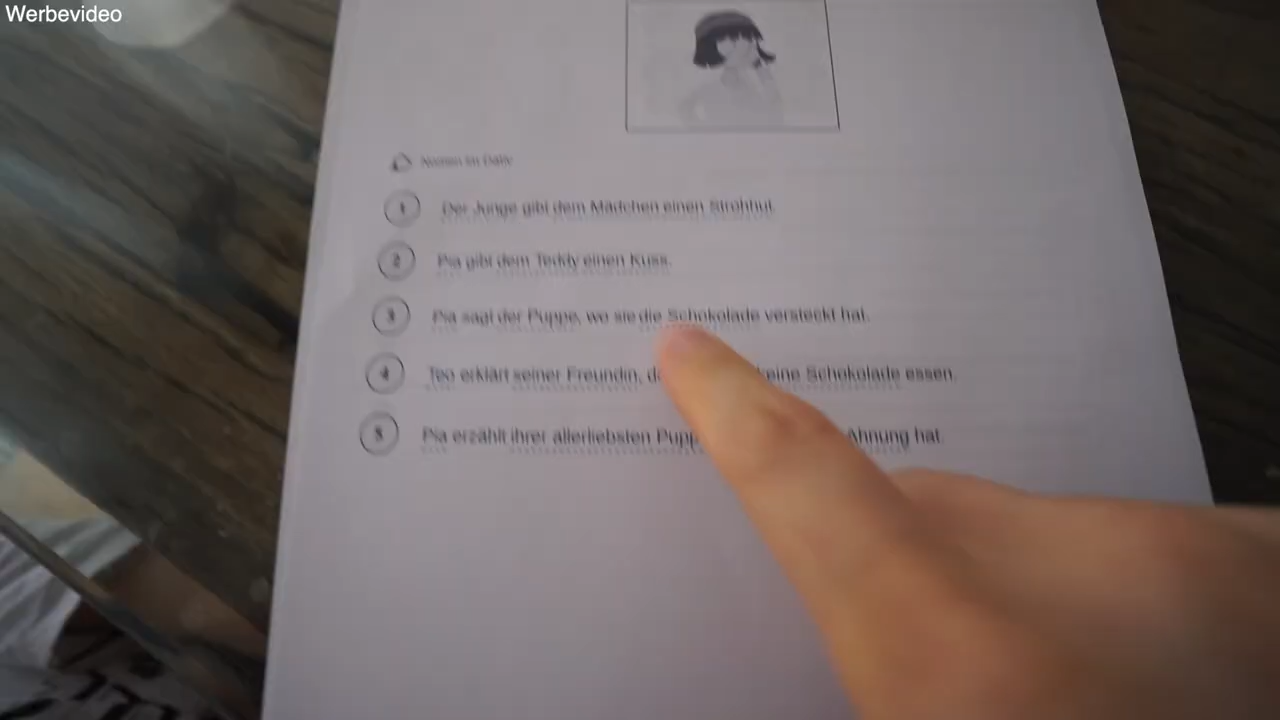 Werbevideo
Nomen im Dativ
1 Der Junge gibt dem Mädchen einen Strohhut.
2 Pia gibt dem Teddy einen Kuss.
3 Pia sagt der Puppe, wo sie die Schokolade versteckt hat.
4 Teo erklärt seiner Freundin, keine Schokolade essen.
5 Pia erzählt ihrer allerliebsten Ahnung hat.